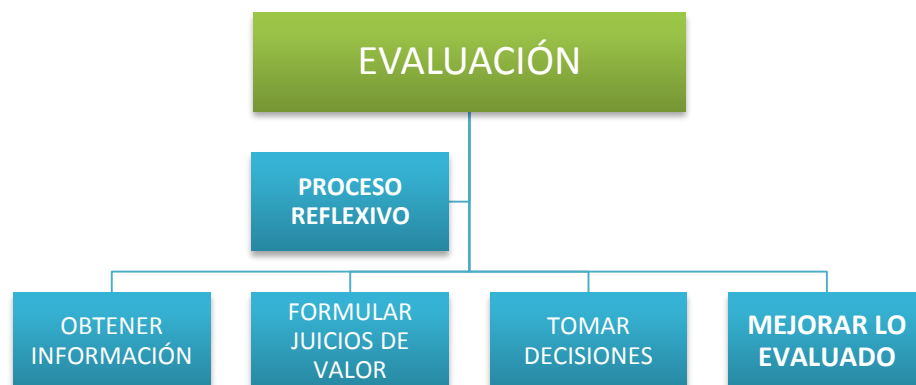 EVALUACIÓN
PROCESO
REFLEXIVO
OBTENER
INFORMACIÓN
FORMULAR
JUICIOS DE
VALOR
TOMAR
DECISIONES
MEJORAR LO
EVALUADO